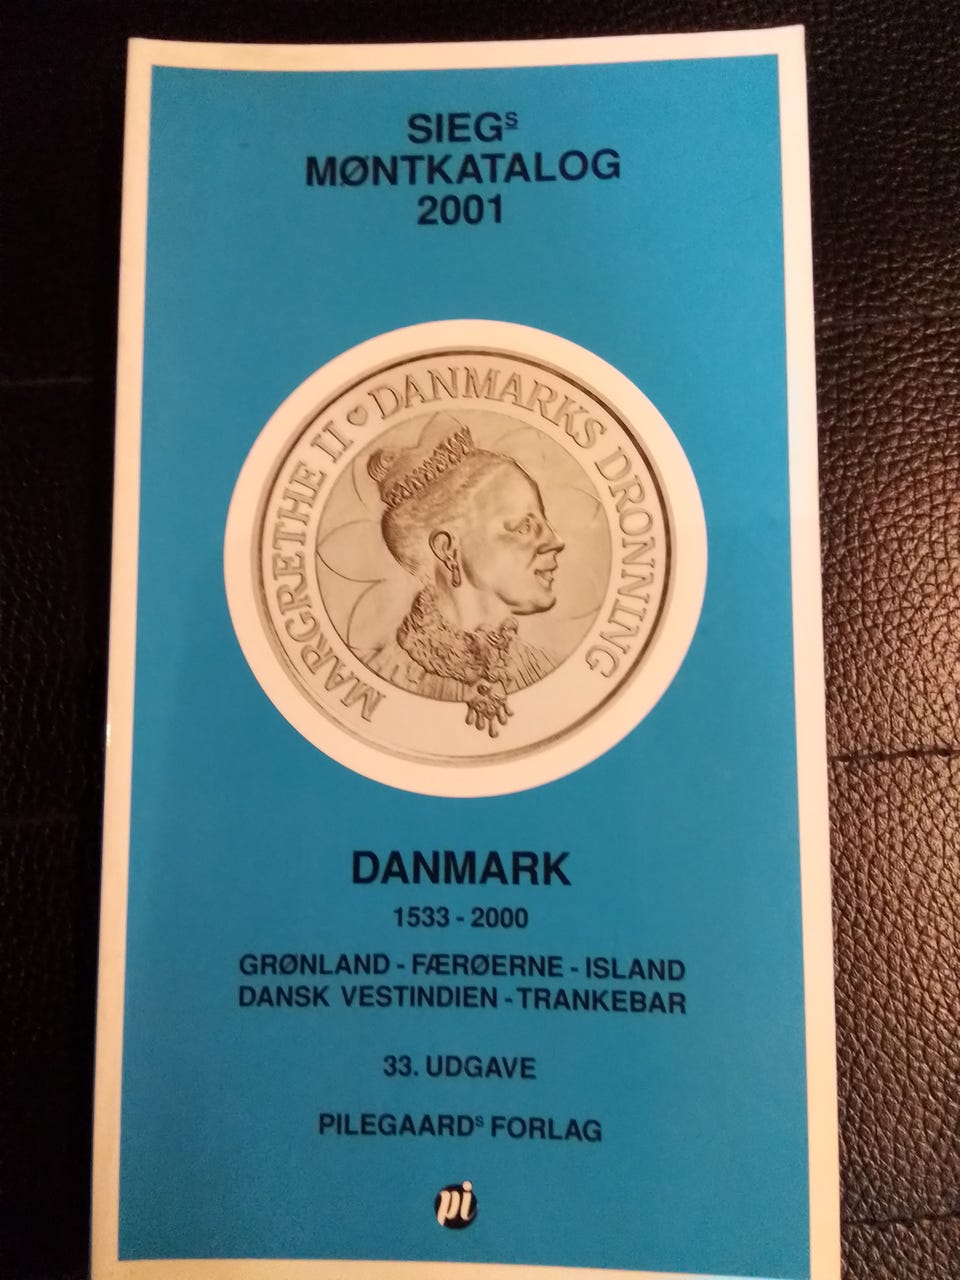 SIEGS
MØNTKATALOG
2001
MARGRETHE II ♥ DANMARKS DRONNING
DANMARK
1533 - 2000
GRØNLAND - FÆRØERNE - ISLAND
DANSK VESTINDIEN - TRANKEBAR
33. UDGAVE
PILEGAARDS FORLAG
pi